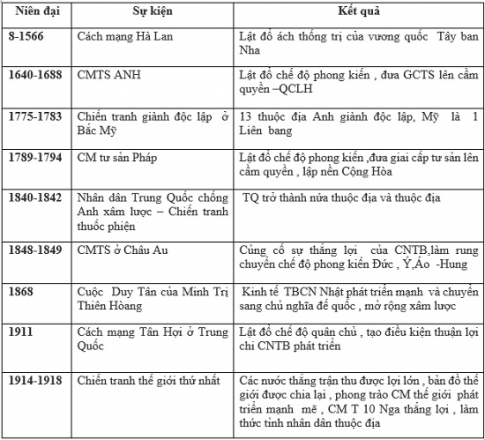 Niên đại Sự kiện Kết quả
8-1566 Cách mạng Hà Lan Lật đổ ách thống trị của vương quốc Tây ban
Nha
1640-1688 CMTS ANH Lật đổ chế độ phong kiến , đưa GCTS lên cầm
quyền –QCLH
1775-1783 Chiến tranh giành độc lập ở 13 thuộc địa Anh giành độc lập, Mỹ là 1
Bắc Mỹ Liên bang
1789-1794 CM tư sản Pháp Lật đổ chế độ phong kiến ,đưa giai cấp tư sản lên
cầm quyền , lập nền Cộng Hòa
1840-1842 Nhân dân Trung Quốc chống TQ trở thành nứa thuộc địa và thuộc địa
Anh xâm lược – Chiến tranh
thuốc phiện
1848-1849 CMTS ở Châu Au Củng cố sự thăng lợi của CNTB,làm rung
chuyển chế độ phong kiến Đức , Ý,Áo -Hung
1868 Cuộc Duy Tân của Minh Trị Kinh tế TBCN Nhật phát triển mạnh và chuyển
Thiên Hòang sang chủ nghĩa đế quốc , mở rộng xâm lược
1911 Cách mạng Tân Hợi ở Trung Lật đổ chế độ quân chủ , tạo điều kiện thuận lợi
Quốc chi CNTB phát triển
1914-1918 Chiến tranh thế giới thứ nhất Các nước thắng trận thu được lợi lớn , bản đồ thế
giới được chia lại , phong trào CM thế giới phát
triển mạnh mẽ , CM T 10 Nga thắng lợi , làm
thức tỉnh nhân dân thuộc địa